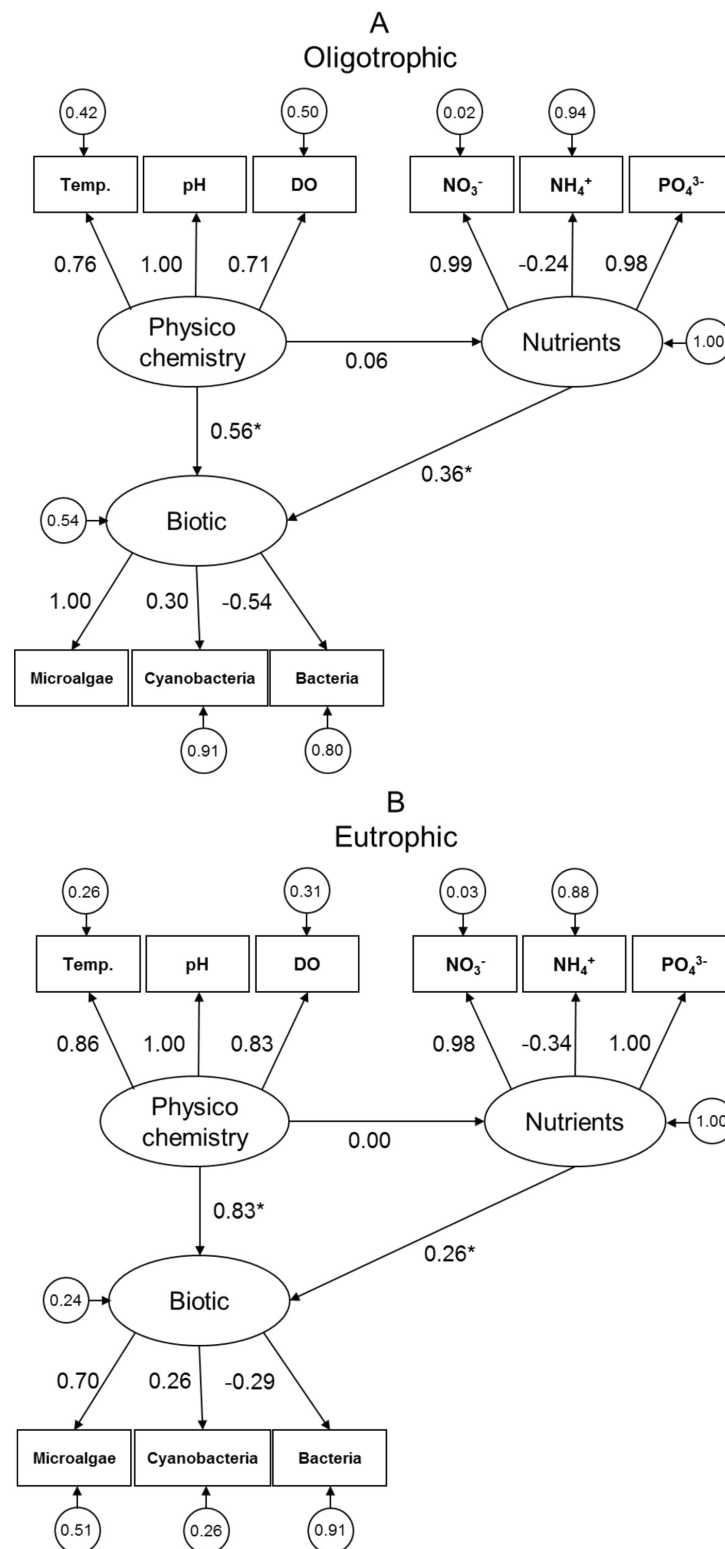 A
Oligotrophic
0.42
0.50
0.02
0.94
Temp.
pH
DO
NO₃⁻
NH₄⁺
PO₄³⁻
0.76
1.00
0.71
0.99
-0.24
0.98
Physico
chemistry
Nutrients
1.00
0.06
0.56*
0.36*
0.54
Biotic
1.00
0.30
-0.54
Microalgae
Cyanobacteria
Bacteria
0.91
0.80
B
Eutrophic
0.26
0.31
0.03
0.88
Temp.
pH
DO
NO₃⁻
NH₄⁺
PO₄³⁻
0.86
1.00
0.83
0.98
-0.34
1.00
Physico
chemistry
Nutrients
1.00
0.00
0.83*
0.26*
0.24
Biotic
0.70
0.26
-0.29
Microalgae
Cyanobacteria
Bacteria
0.51
0.26
0.91